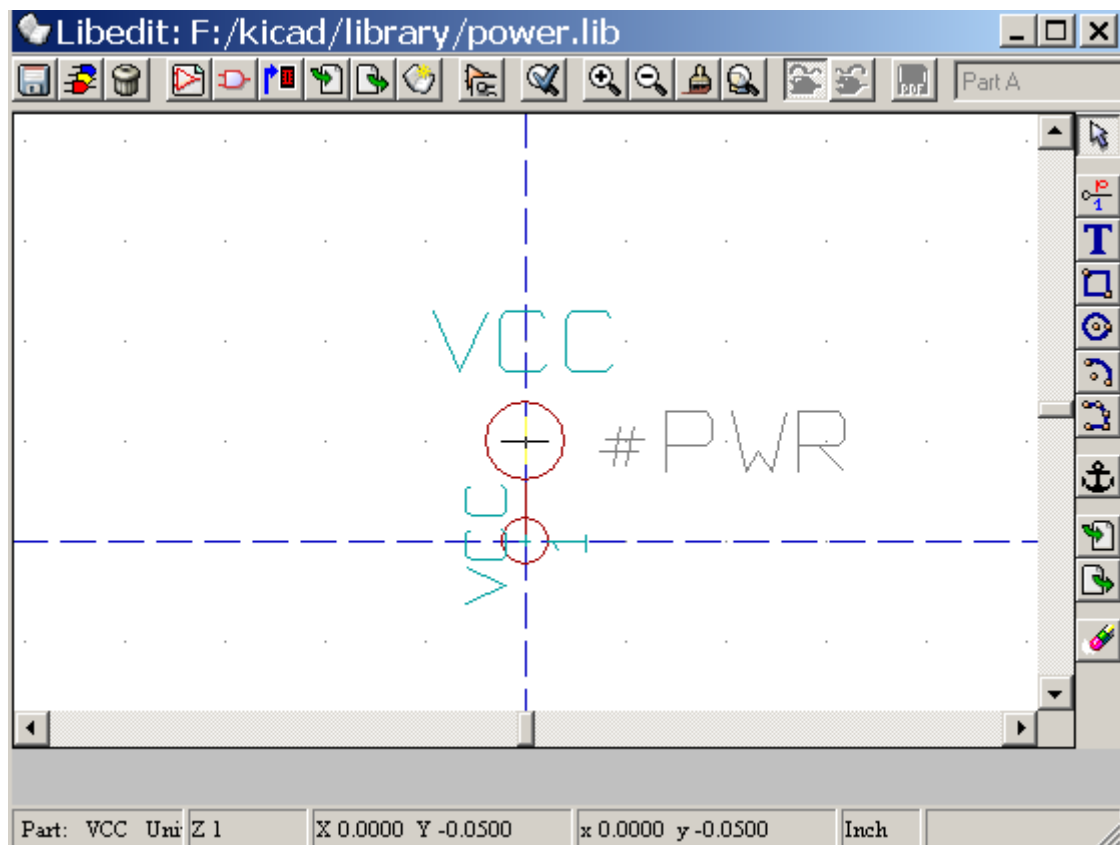 Libedit: F:/kicad/library/power.lib
Part A
VCC
#PWR
VCC
1
Part: VCC Uni Z 1 X 0.0000 Y -0.0500 x 0.0000 y -0.0500 Inch